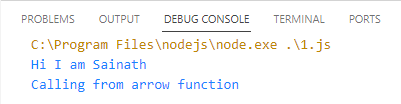 PROBLEMS OUTPUT DEBUG CONSOLE TERMINAL PORTS
C:\Program Files\nodejs\node.exe .\1.js
Hi I am Sainath
Calling from arrow function